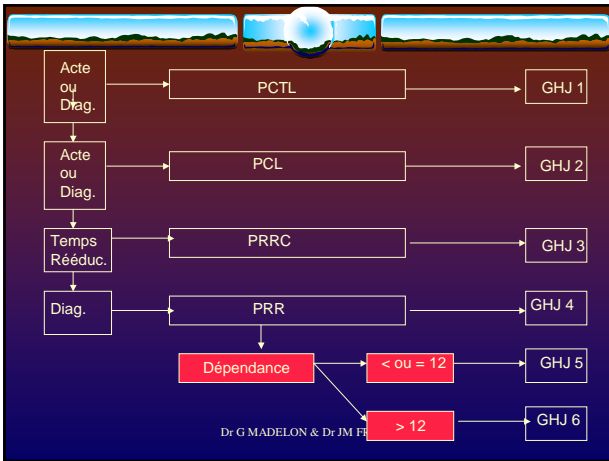 Acte
ou
Diag.
PCTL
GHJ 1
Acte
ou
Diag.
PCL
GHJ 2
Temps
Rééduc.
PRRC
GHJ 3
Diag.
PRR
GHJ 4
Dépendance
< ou = 12
GHJ 5
> 12
GHJ 6
Dr G MADELON & Dr JM